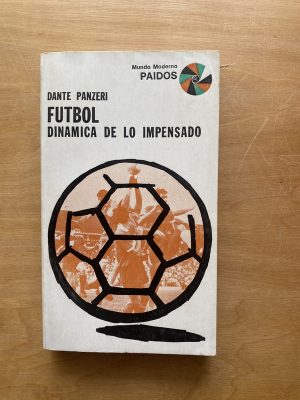 Mundo Moderno
PAIDOS
DANTE PANZERI
FUTBOL
DINAMICA DE LO IMPENSADO